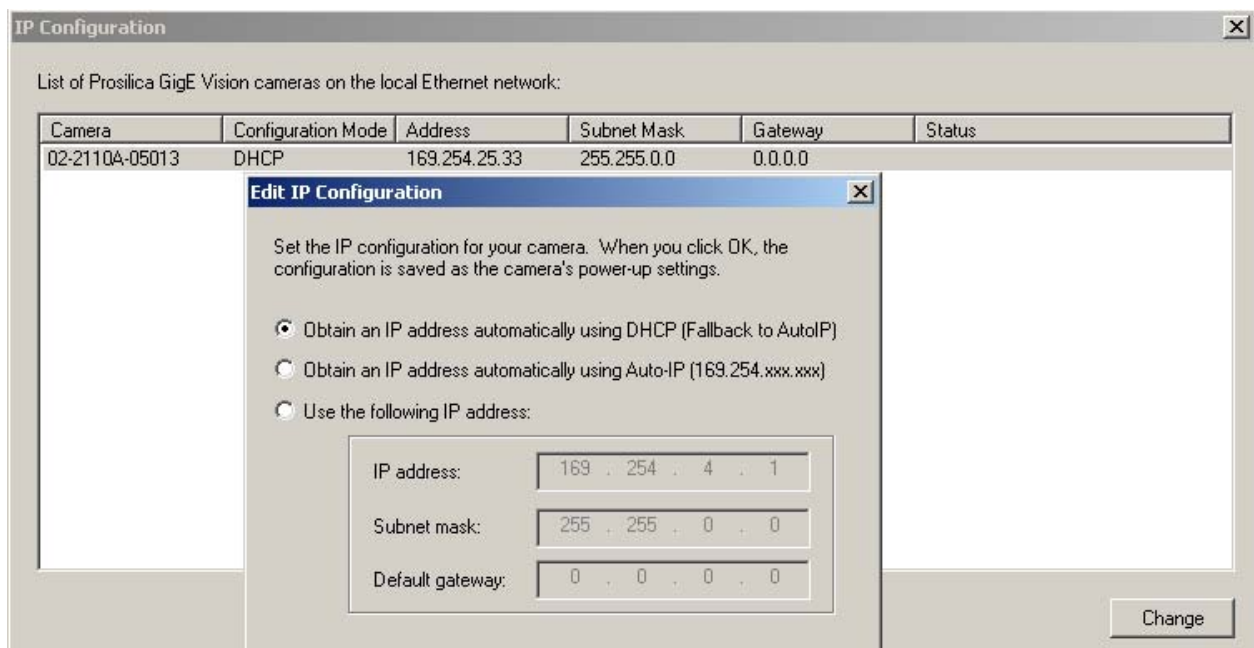 IP Configuration
List of Prosilica GigE Vision cameras on the local Ethernet network:
Camera Configuration Mode Address Subnet Mask Gateway Status
02-2110A-05013 DHCP 169.254.25.33 255.255.0.0 0.0.0.0
Edit IP Configuration
Set the IP configuration for your camera. When you click OK, the
configuration is saved as the camera's power-up settings.
Obtain an IP address automatically using DHCP (Fallback to AutoIP)
Obtain an IP address automatically using Auto-IP (169.254.xxx.xxx)
Use the following IP address:
IP address: 169 . 254 . 4 . 1
Subnet mask: 255 . 255 . 0 . 0
Default gateway: 0 . 0 . 0 . 0
Change